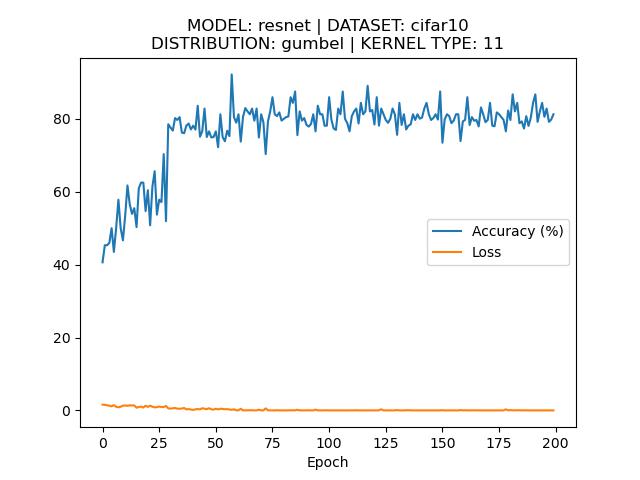 MODEL: resnet | DATASET: cifar10
DISTRIBUTION: gumbel | KERNEL TYPE: 11
80
60
40
20
0
Accuracy (%)
Loss
0 25 50 75 100 125 150 175 200
Epoch